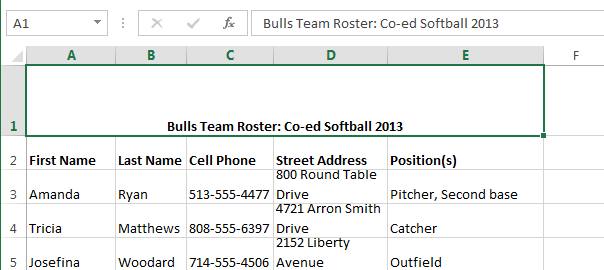 A1 fx Bulls Team Roster: Co-ed Softball 2013
A B C D E F
1 Bulls Team Roster: Co-ed Softball 2013
2 First Name Last Name Cell Phone Street Address Position(s)
800 Round Table
3 Amanda Ryan 513-555-4477 Drive Pitcher, Second base
4721 Arron Smith
4 Tricia Matthews 808-555-6397 Drive Catcher
2152 Liberty
5 Josefina Woodard 714-555-4506 Avenue Outfield